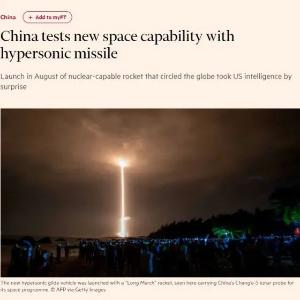 China + Add to myFT
China tests new space capability with
hypersonic missile
Launch in August of nuclear-capable rocket that circled the globe took US intelligence by
surprise
The new hypersonic glide vehicle was launched with a "Long March" rocket, seen here carrying China's Chang'e-5 lunar probe for
its space programme. © AFP via Getty Images